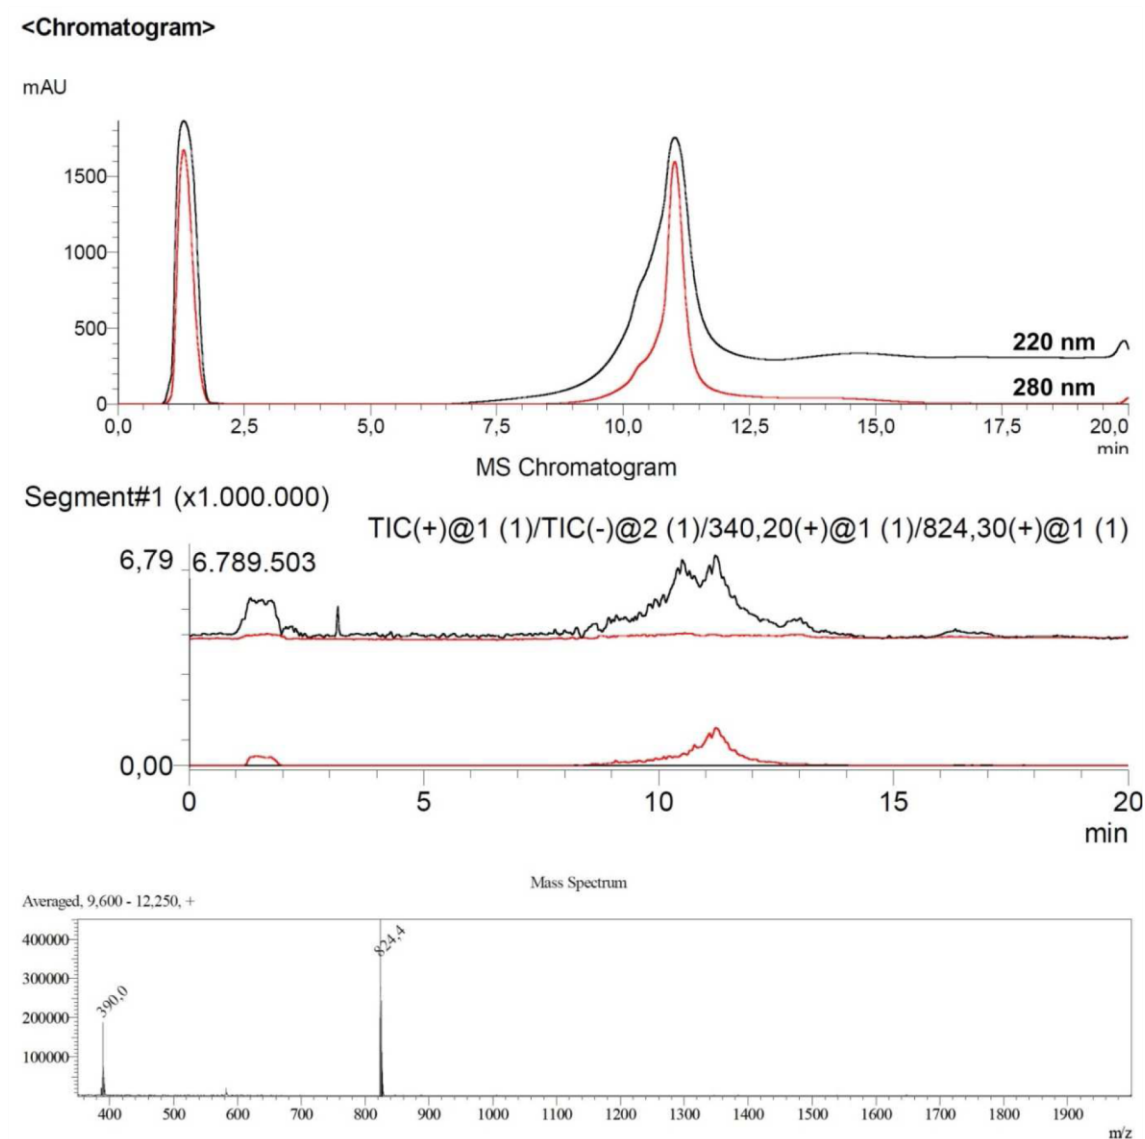 <Chromatogram>
mAU
1500
1000
500
0
220 nm
280 nm
0,0 2,5 5,0 7,5 10,0 12,5 15,0 17,5 20,0
min
MS Chromatogram
Segment#1 (x1.000.000)
TIC(+)@1 (1)/TIC(-)@2 (1)/340,20(+)@1 (1)/824,30(+)@1 (1)
6,79 6.789.503
0,00
0 5 10 15 20
min
Mass Spectrum
Averaged, 9,600 - 12,250, +
400000
300000
200000
100000
390,0
824,4
400 500 600 700 800 900 1000 1100 1200 1300 1400 1500 1600 1700 1800 1900
m/z